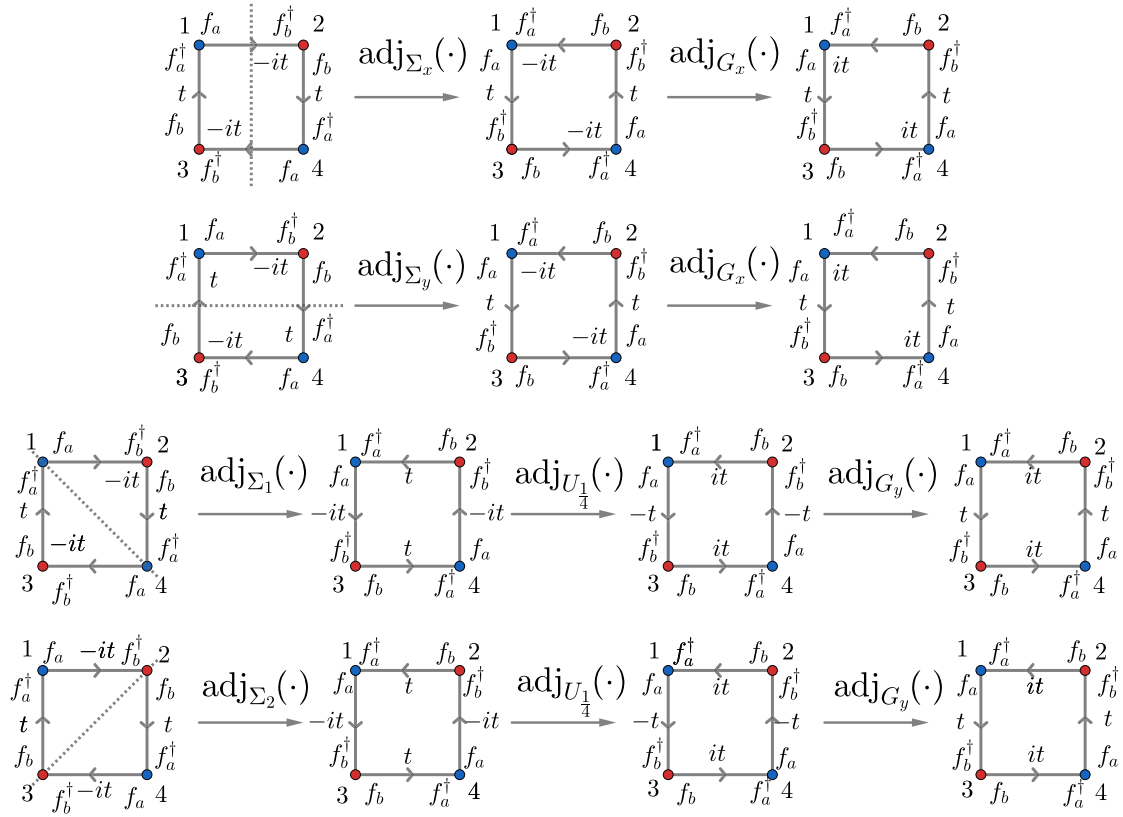 1 f_a f_b^† 2 1 f_a^† f_b 2 1 f_a^† f_b 2
f_a^† -it f_b adj_{Σ_x}(·) f_a -it f_b^† adj_{G_x}(·) f_a it f_b^†
t t t t t t
f_b -it f_a^† f_b^† -it f_a f_b^† it f_a
3 f_b^† f_a 4 3 f_b f_a^† 4 3 f_b f_a^† 4
1 f_a f_b^† 2 1 f_a^† f_b 2 1 f_a^† f_b 2
f_a^† t -it f_b adj_{Σ_y}(·) f_a -it f_b^† adj_{G_x}(·) f_a it f_b^†
t t t t
f_b -it t f_a^† f_b^† -it f_a f_b^† it f_a
3 f_b^† f_a 4 3 f_b f_a^† 4 3 f_b f_a^† 4
1 f_a f_b^† 2 1 f_a^† f_b 2 1 f_a^† f_b 2 1 f_a^† f_b 2
f_a^† -it f_b adj_{Σ_1}(·) f_a t f_b^† adj_{U_{1/4}}(·) f_a it f_b^† adj_{G_y}(·) f_a it f_b^†
t t -it -it -t -t t t
f_b -it f_a^† f_b^† t f_a f_b^† it f_a f_b^† it f_a
3 f_b^† f_a 4 3 f_b f_a^† 4 3 f_b f_a^† 4 3 f_b f_a^† 4
1 f_a -it f_b^† 2 1 f_a^† f_b 2 1 f_a^† f_b 2 1 f_a^† f_b 2
f_a^† f_b adj_{Σ_2}(·) f_a t f_b^† adj_{U_{1/4}}(·) f_a it f_b^† adj_{G_y}(·) f_a it f_b^†
t t -it -it -t -t t t
f_b f_a^† f_b^† t f_a f_b^† it f_a f_b^† it f_a
3 f_b^† -it f_a 4 3 f_b f_a^† 4 3 f_b f_a^† 4 3 f_b f_a^† 4